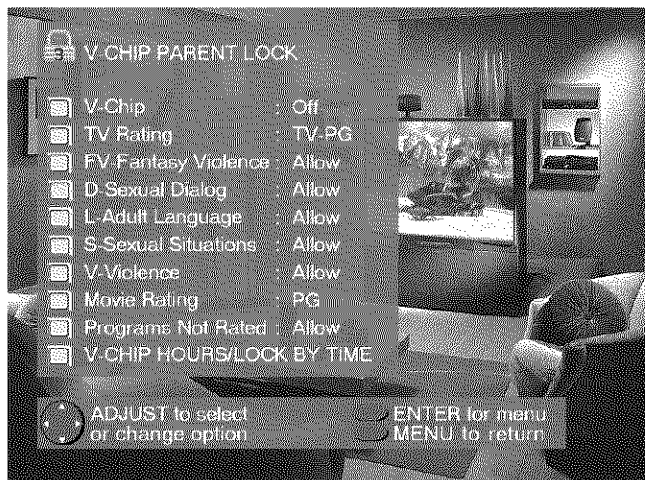 3 V CHIP PARENT LOCK
V-Chip : Off
TV Rating : TV-PG
FV-Fantasy Violence : Allow
D-Sexual Dialog : Allow
L-Adult Language : Allow
S-Sexual Situations : Allow
V-Violence : Allow
Movie Rating : PG
Programs Not Rated : Allow
V-CHIP HOURS/LOCK BY TIME
ADJUST to select
or change option
ENTER for menu
MENU to return